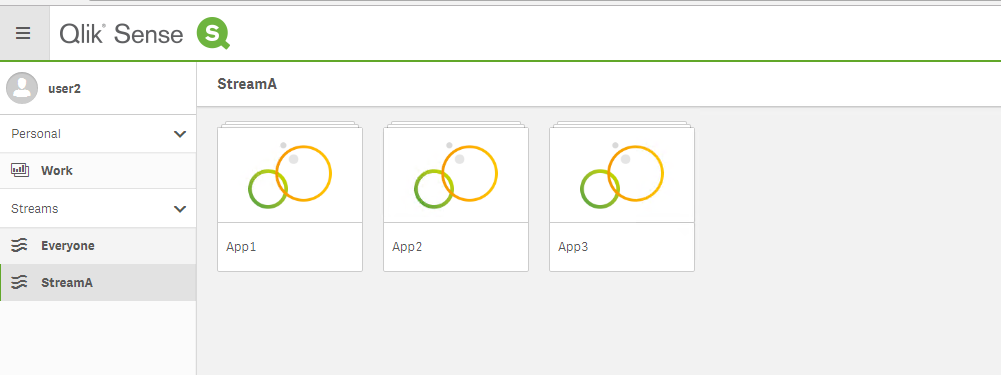 Qlik Sense S
user2
StreamA
Personal
Work
Streams
Everyone
StreamA
App1
App2
App3